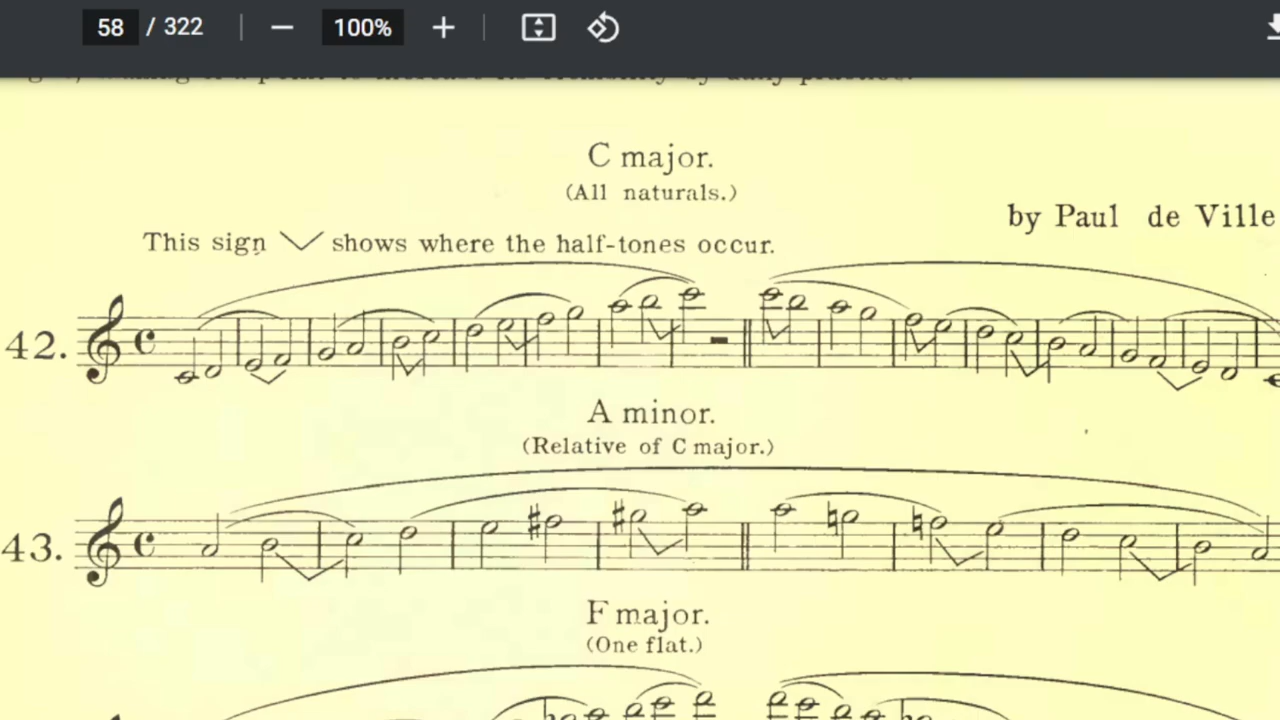 58 / 322 100%
C major.
(All naturals.)
by Paul de Ville
This sign shows where the half-tones occur.
42.
A minor.
(Relative of C major.)
43.
F major.
(One flat.)